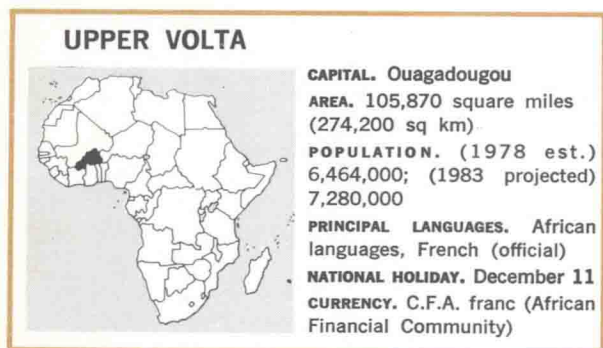 UPPER VOLTA
CAPITAL. Ouagadougou
AREA. 105,870 square miles
(274,200 sq km)
POPULATION. (1978 est.)
6,464,000; (1983 projected)
7,280,000
PRINCIPAL LANGUAGES. African
languages, French (official)
NATIONAL HOLIDAY. December 11
CURRENCY. C.F.A. franc (African
Financial Community)